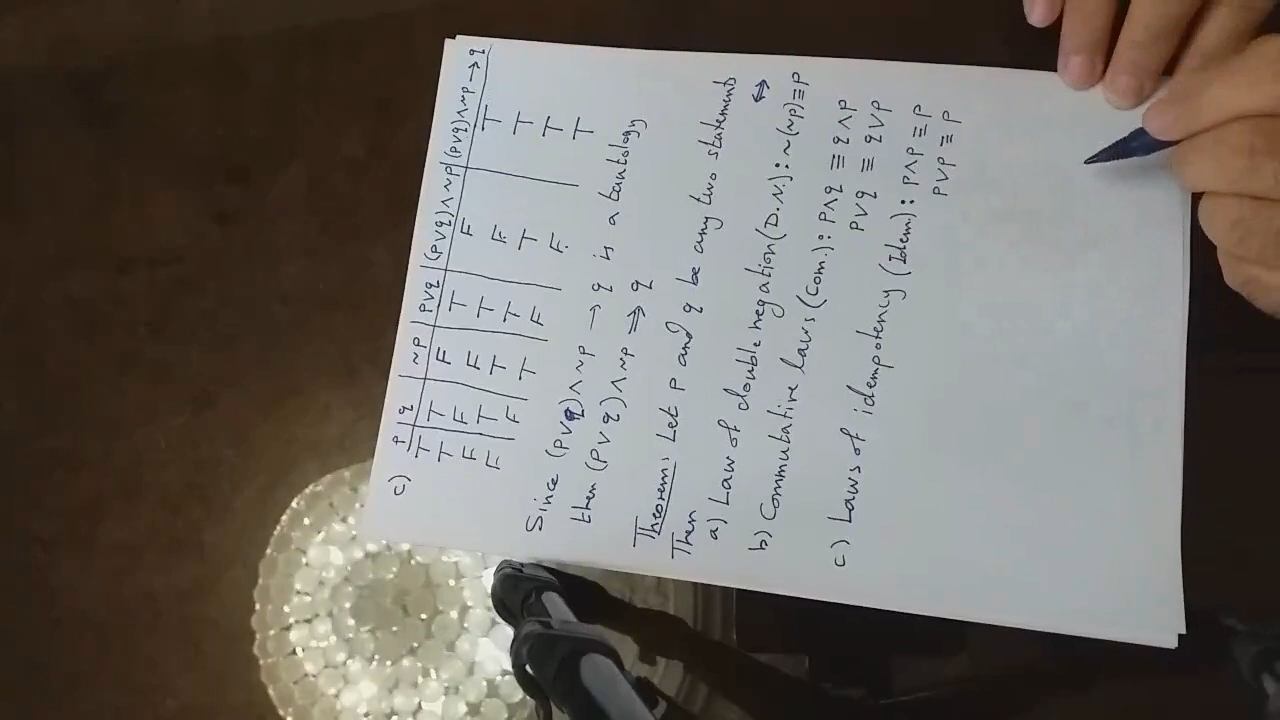 c) p | q | ~p | p∨q | (p∨q)∧~p | (p∨q)∧~p → q
T | T | F | T | F | T
T | F | F | T | F | T
F | T | T | T | T | T
F | F | T | F | F | T
Since (p∨q)∧~p → q is a tautology
then (p∨q)∧~p ⇒ q
Theorem: Let p and q be any two statements
Then
a) Law of double negation (D.N.): ~(~p)≡p
⇔
b) Commutative laws (Com.): p∧q ≡ q∧p
p∨q ≡ q∨p
c) Laws of idempotency (Idem): p∧p ≡ p
p∨p ≡ p